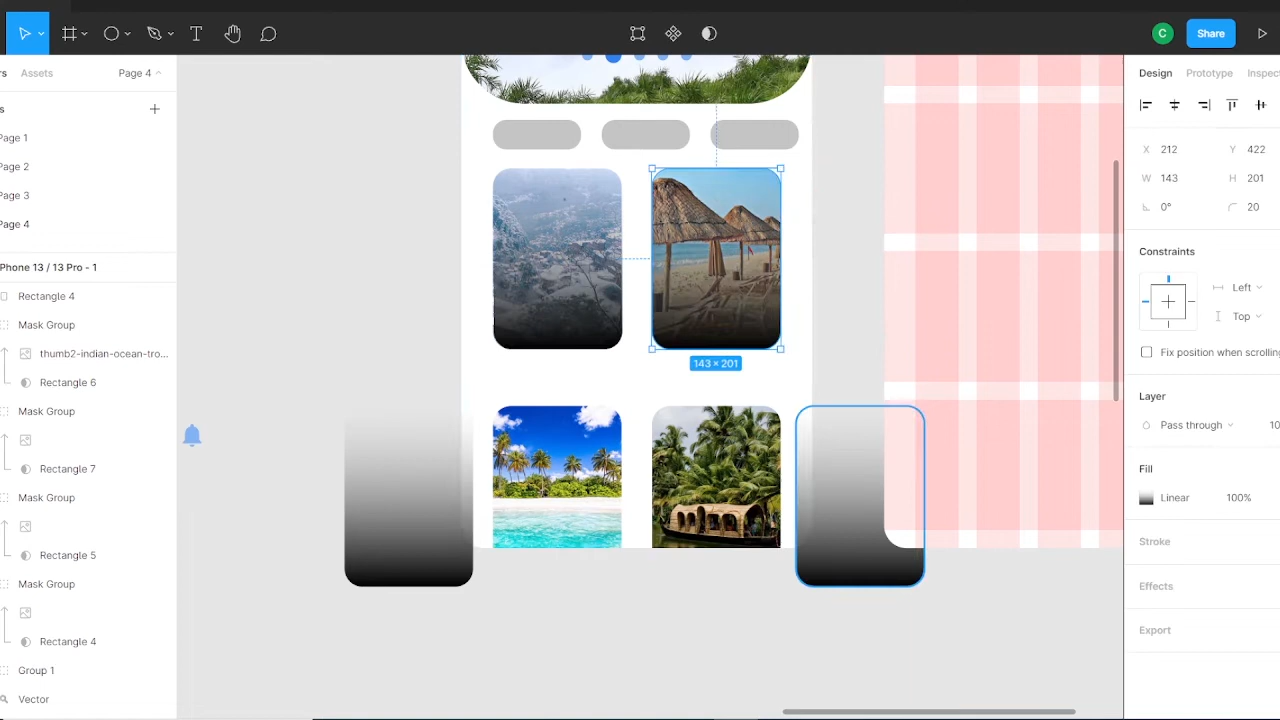 C
Share
rs
Assets
Page 4
Design
Prototype
Inspect
s
Page 1
Page 2
Page 3
Page 4
Phone 13 / 13 Pro - 1
Rectangle 4
Mask Group
thumb2-indian-ocean-tro...
Rectangle 6
Mask Group
Rectangle 7
Mask Group
Rectangle 5
Mask Group
Rectangle 4
Group 1
Vector
143 × 201
X 212
Y 422
W 143
H 201
0°
20
Constraints
Left
Top
Fix position when scrolling
Layer
Pass through
10
Fill
Linear
100%
Stroke
Effects
Export